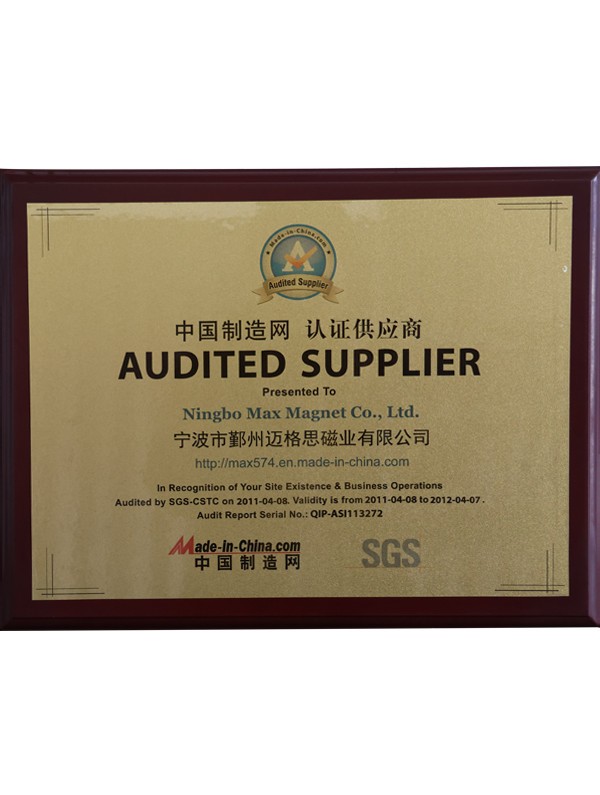 Made-in-China.com
Audited Supplier
中国制造网 认证供应商
AUDITED SUPPLIER
Presented To
Ningbo Max Magnet Co., Ltd.
宁波市鄞州迈格思磁业有限公司
http://max574.en.made-in-china.com
In Recognition of Your Site Existence & Business Operations
Audited by SGS-CSTC on 2011-04-08. Validity is from 2011-04-08 to 2012-04-07 .
Audit Report Serial No.: QIP-ASI113272
Made-in-China.com
中国制造网
SGS